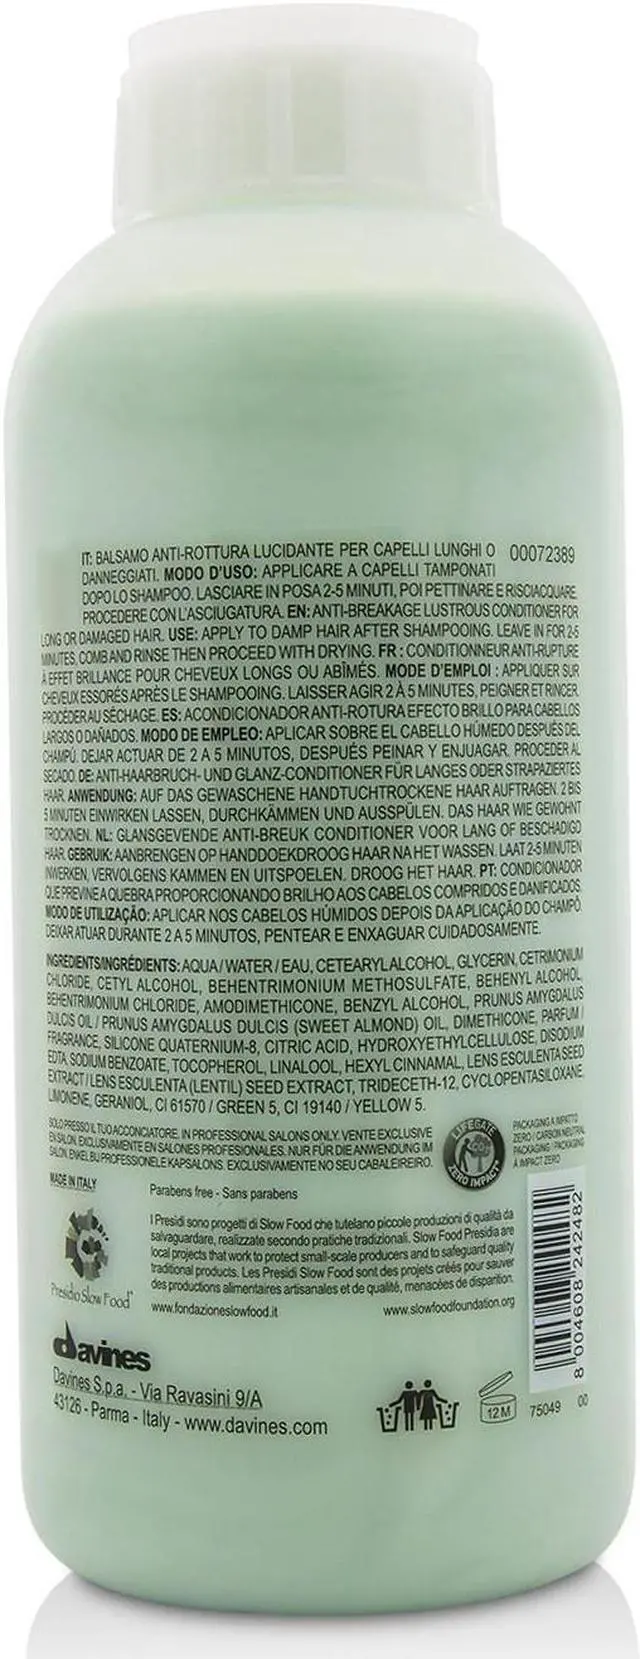 IT: BALSAMO ANTI-ROTTURA LUCIDANTE PER CAPELLI LUNGHI O 00072389
DANNEGGIATI. MODO D'USO: APPLICARE A CAPELLI TAMPONATI
DOPO LO SHAMPOO. LASCIARE IN POSA 2-5 MINUTI, POI PETTINARE E RISCIACQUARE.
PROCEDERE CON L'ASCIUGATURA. EN: ANTI-BREAKAGE LUSTROUS CONDITIONER FOR
LONG OR DAMAGED HAIR. USE: APPLY TO DAMP HAIR AFTER SHAMPOOING. LEAVE IN FOR 2-5
MINUTES, COMB AND RINSE THEN PROCEED WITH DRYING. FR : CONDITIONNEUR ANTI-RUPTURE
À EFFET BRILLANCE POUR CHEVEUX LONGS OU ABÎMÉS. MODE D'EMPLOI : APPLIQUER SUR
CHEVEUX ESSORÉS APRÈS LE SHAMPOOING. LAISSER AGIR 2 À 5 MINUTES, PEIGNER ET RINCER.
PROCÉDER AU SÉCHAGE. ES: ACONDICIONADOR ANTI-ROTURA EFECTO BRILLO PARA CABELLOS
LARGOS O DAÑADOS. MODO DE EMPLEO: APLICAR SOBRE EL CABELLO HÚMEDO DESPUÉS DEL
CHAMPÚ. DEJAR ACTUAR DE 2 A 5 MINUTOS, DESPUÉS PEINAR Y ENJUAGAR. PROCEDER AL
SECADO. DE: ANTI-HAARBRUCH- UND GLANZ-CONDITIONER FÜR LANGES ODER STRAPAZIERTES
HAAR. ANWENDUNG: AUF DAS GEWASCHENE HANDTUCHTROCKENE HAAR AUFTRAGEN. 2 BIS
5 MINUTEN EINWIRKEN LASSEN, DURCHKÄMMEN UND AUSSPÜLEN. DAS HAAR WIE GEWOHNT
TROCKNEN. NL: GLANSGEVENDE ANTI-BREUK CONDITIONER VOOR LANG OF BESCHADIGD
HAAR. GEBRUIK: AANBRENGEN OP HANDDOEKDROOG HAAR NA HET WASSEN. LAAT 2-5 MINUTEN
INWERKEN, VERVOLGENS KAMMEN EN UITSPOELEN. DROOG HET HAAR. PT: CONDICIONADOR
QUE PREVINE A QUEBRA PROPORCIONANDO BRILHO AOS CABELOS COMPRIDOS E DANIFICADOS.
MODO DE UTILIZAÇÃO: APLICAR NOS CABELOS HÚMIDOS DEPOIS DA APLICAÇÃO DO CHAMPÔ.
DEIXAR ATUAR DURANTE 2 A 5 MINUTOS, PENTEAR E ENXAGUAR CUIDADOSAMENTE.
INGREDIENTS/INGRÉDIENTS: AQUA / WATER / EAU, CETEARYL ALCOHOL, GLYCERIN, CETRIMONIUM
CHLORIDE, CETYL ALCOHOL, BEHENTRIMONIUM METHOSULFATE, BEHENYL ALCOHOL,
BEHENTRIMONIUM CHLORIDE, AMODIMETHICONE, BENZYL ALCOHOL, PRUNUS AMYGDALUS
DULCIS OIL / PRUNUS AMYGDALUS DULCIS (SWEET ALMOND) OIL, DIMETHICONE, PARFUM /
FRAGRANCE, SILICONE QUATERNIUM-8, CITRIC ACID, HYDROXYETHYLCELLULOSE, DISODIUM
EDTA, SODIUM BENZOATE, TOCOPHEROL, LINALOOL, HEXYL CINNAMAL, LENS ESCULENTA SEED
EXTRACT / LENS ESCULENTA (LENTIL) SEED EXTRACT, TRIDECETH-12, CYCLOPENTASILOXANE,
LIMONENE, GERANIOL, CI 61570 / GREEN 5, CI 19140 / YELLOW 5.
SOLO PRESSO IL TUO ACCONCIATORE. IN PROFESSIONAL SALONS ONLY. VENTE EXCLUSIVE
EN SALON. EXCLUSIVAMENTE EN SALONES PROFESIONALES. NUR FÜR DIE ANWENDUNG IM
SALON. ENKEL BIJ PROFESSIONELE KAPSALONS. EXCLUSIVAMENTE NO SEU CABALEIREIRO.
LIFEGATE
ZERO IMPACT®
PACKAGING A IMPATTO
ZERO / CARBON NEUTRAL
PACKAGING / PACKAGING
À IMPACT ZERO
MADE IN ITALY
Parabens free - Sans parabens
Presidio Slow Food®
I Presìdi sono progetti di Slow Food che tutelano piccole produzioni di qualità da
salvaguardare, realizzate secondo pratiche tradizionali. Slow Food Presidia are
local projects that work to protect small-scale producers and to safeguard quality
traditional products. Les Presidi Slow Food sont des projets créés pour sauver
des productions alimentaires artisanales et de qualité, menacées de disparition.
www.fondazioneslowfood.it www.slowfoodfoundation.org
8 004608 242482
davines
Davines S.p.a. - Via Ravasini 9/A
43126 - Parma - Italy - www.davines.com
12 M
75049 00